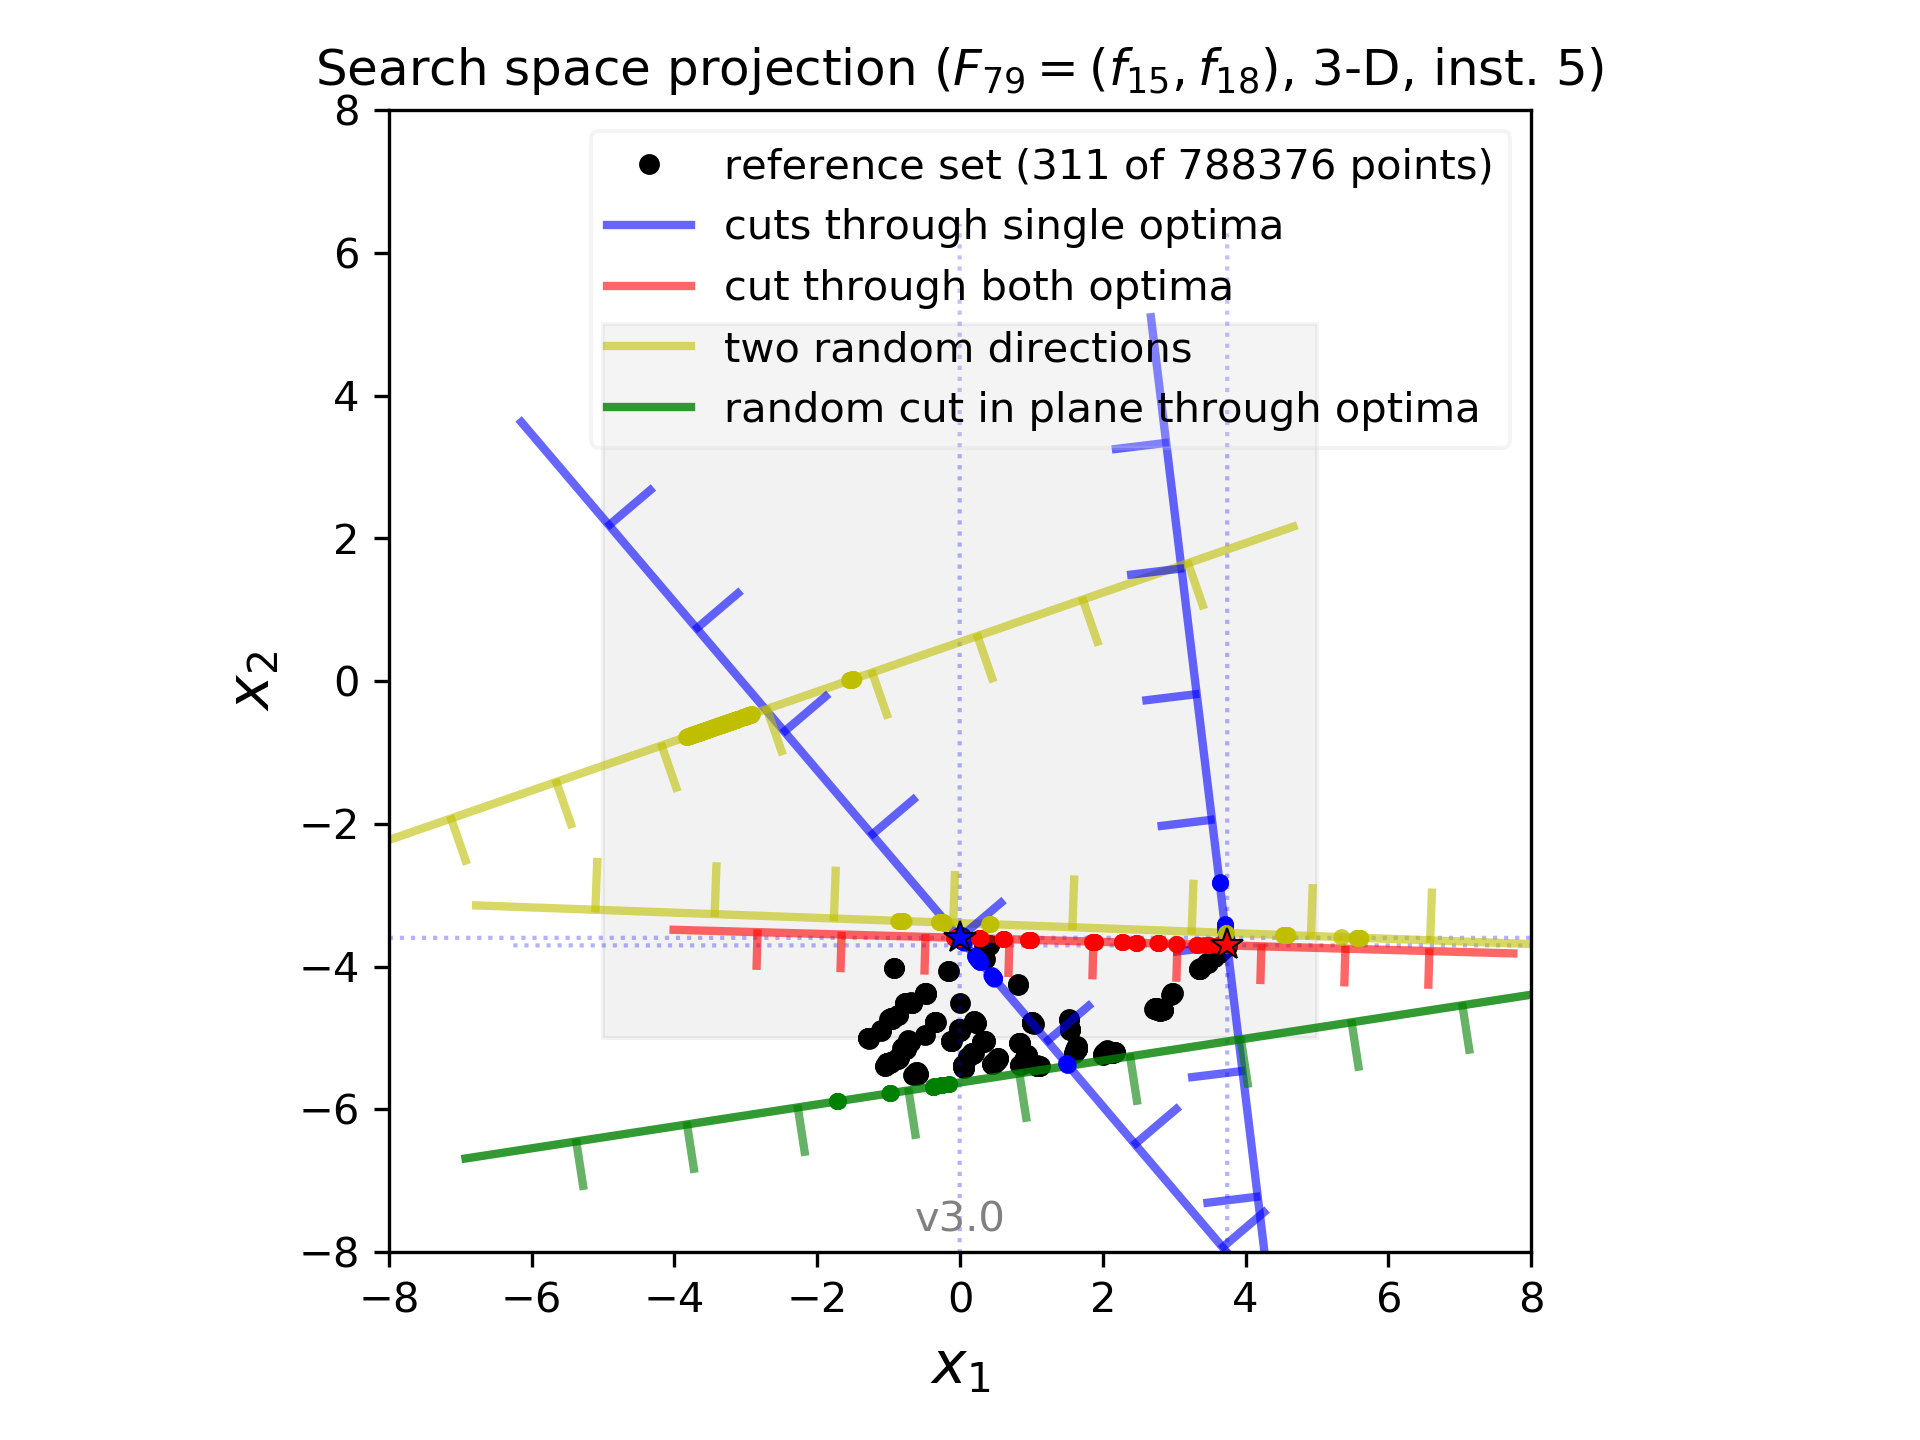 Search space projection (F₇₉ = (f₁₅, f₁₈), 3-D, inst. 5)
reference set (311 of 788376 points)
cuts through single optima
cut through both optima
two random directions
random cut in plane through optima
8
6
4
2
0
−2
−4
−6
−8
x₂
v3.0
−8 −6 −4 −2 0 2 4 6 8
x₁